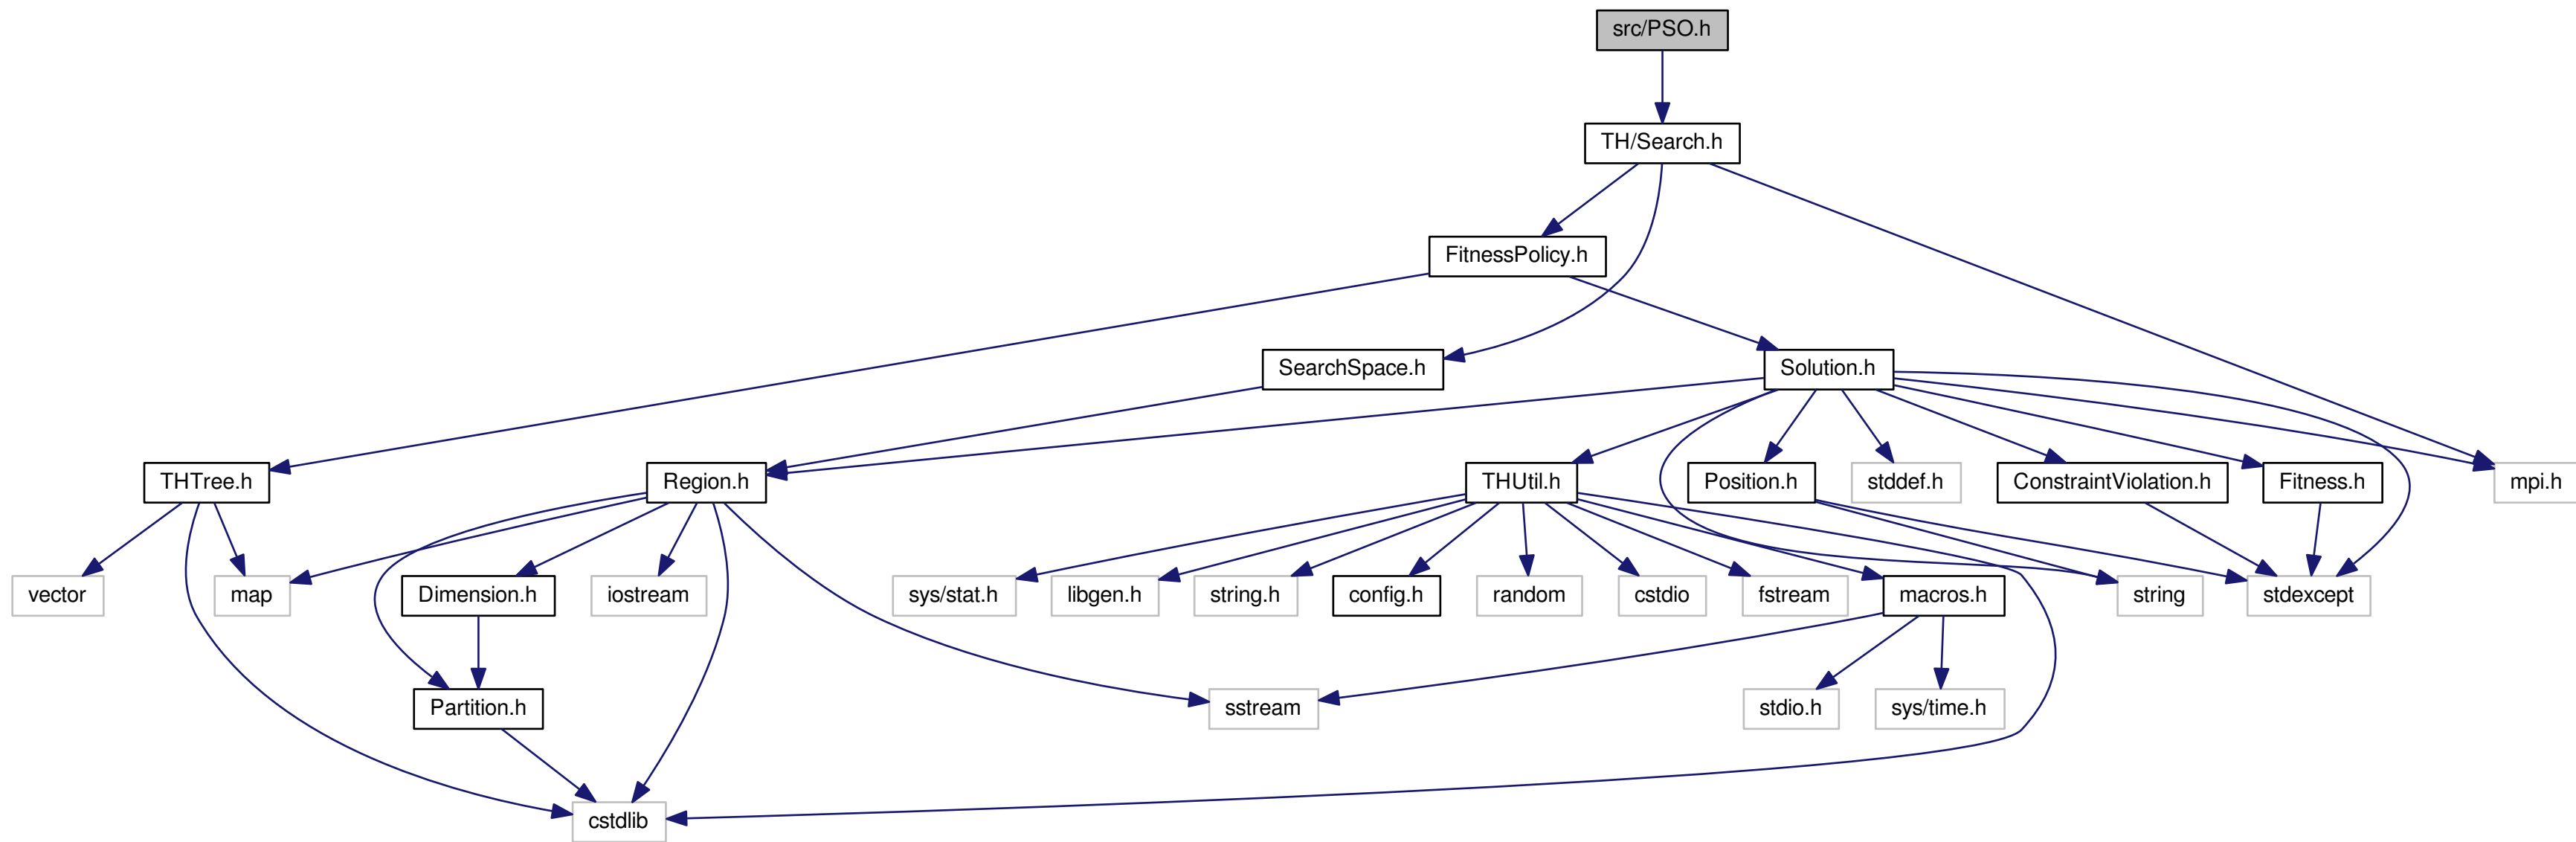 src/PSO.h
TH/Search.h
FitnessPolicy.h
SearchSpace.h
Solution.h
THTree.h
Region.h
THUtil.h
Position.h
stddef.h
ConstraintViolation.h
Fitness.h
mpi.h
vector
map
Dimension.h
iostream
sys/stat.h
libgen.h
string.h
config.h
random
cstdio
fstream
macros.h
string
stdexcept
Partition.h
sstream
stdio.h
sys/time.h
cstdlib